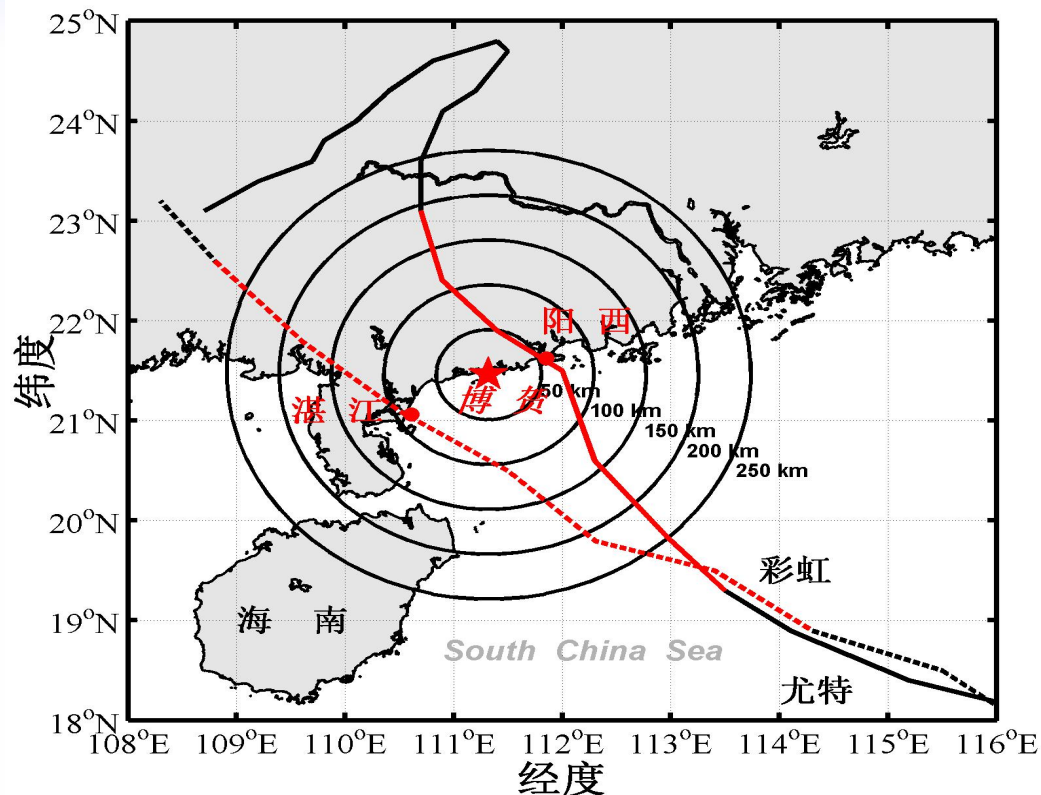 25°N
24°N
23°N
22°N
21°N
20°N
19°N
18°N
纬度
阳 西
湛 江
博 贺
50 km
100 km
150 km
200 km
250 km
彩虹
海 南
South China Sea
尤特
108°E 109°E 110°E 111°E 112°E 113°E 114°E 115°E 116°E
经度